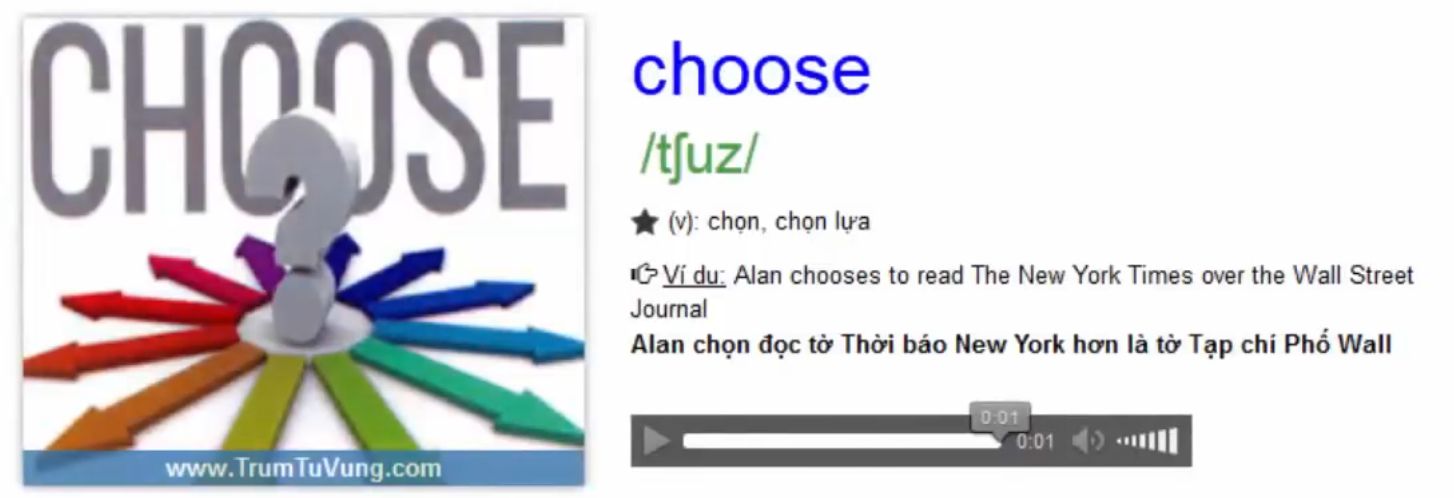 CHOOSE
?
www.TrumTuVung.com
choose
/tʃuz/
★ (v): chọn, chọn lựa
Ví du: Alan chooses to read The New York Times over the Wall Street
Journal
Alan chọn đọc tờ Thời báo New York hơn là tờ Tạp chí Phố Wall
0:01
0:01